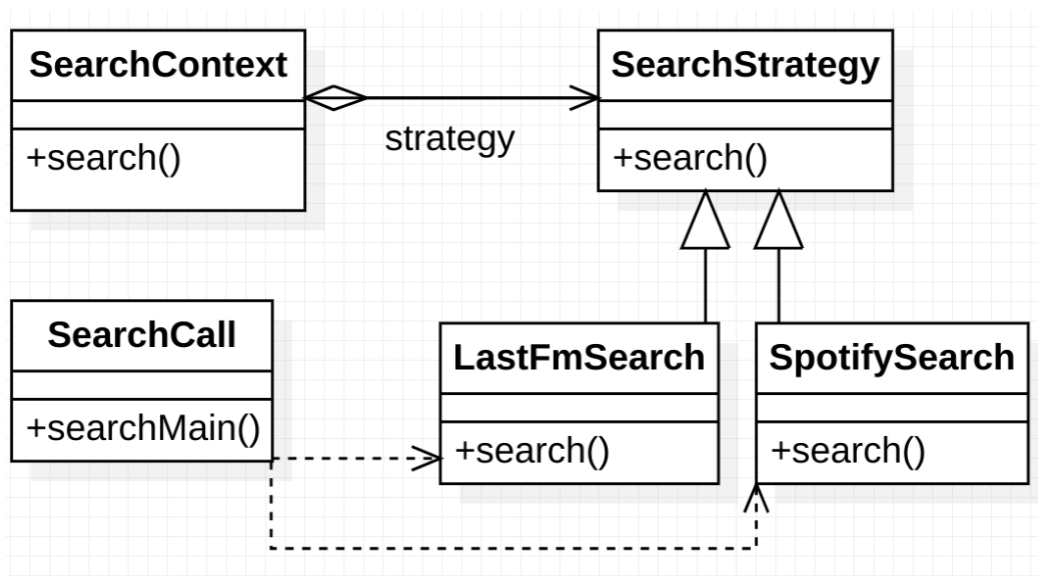 SearchContext
+search()
strategy
SearchStrategy
+search()
SearchCall
+searchMain()
LastFmSearch
+search()
SpotifySearch
+search()